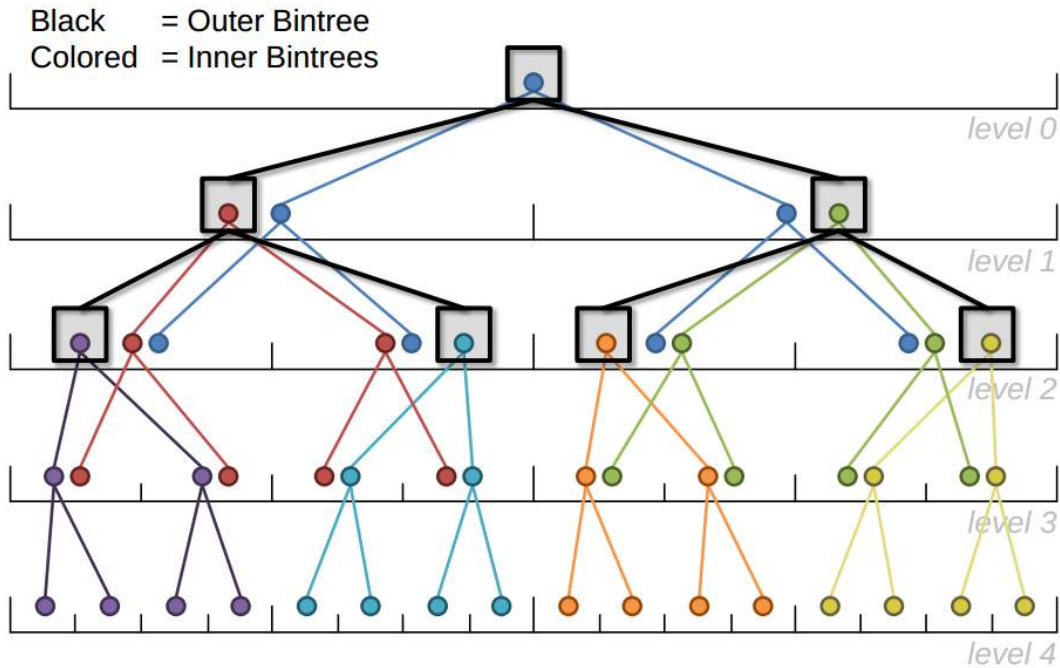 Black = Outer Bintree
Colored = Inner Bintrees
level 0
level 1
level 2
level 3
level 4